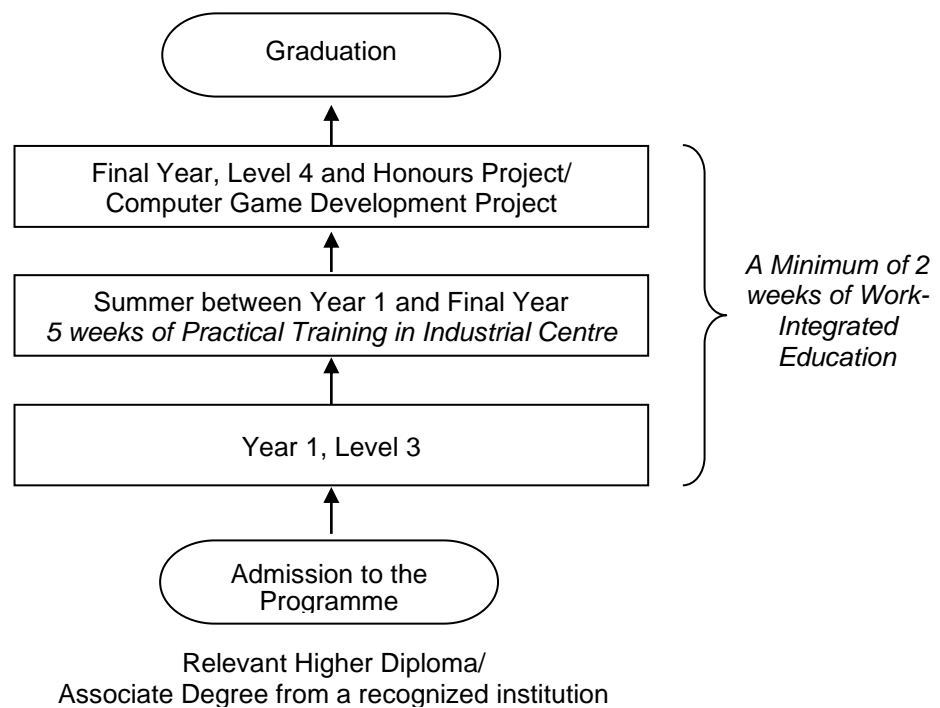 Graduation
Final Year, Level 4 and Honours Project/
Computer Game Development Project
Summer between Year 1 and Final Year
5 weeks of Practical Training in Industrial Centre
Year 1, Level 3
A Minimum of 2
weeks of Work-
Integrated
Education
Admission to the
Programme
Relevant Higher Diploma/
Associate Degree from a recognized institution